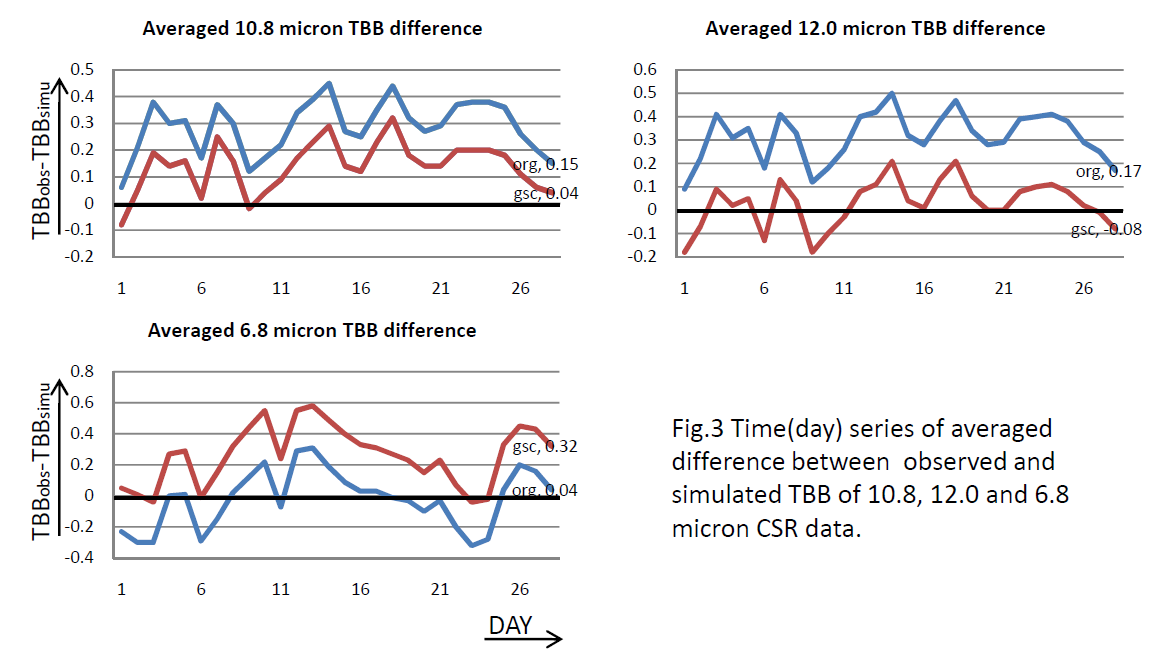 Averaged 10.8 micron TBB difference
TBBobs-TBBsimu
0.5
0.4
0.3
0.2
0.1
0
-0.1
-0.2
org, 0.15
gsc, 0.04
1 6 11 16 21 26
Averaged 12.0 micron TBB difference
0.6
0.5
0.4
0.3
0.2
0.1
0
-0.1
-0.2
org, 0.17
gsc, -0.08
1 6 11 16 21 26
Averaged 6.8 micron TBB difference
TBBobs-TBBsimu
0.8
0.6
0.4
0.2
0
-0.2
-0.4
gsc, 0.32
org, 0.04
1 6 11 16 21 26
DAY
Fig.3 Time(day) series of averaged
difference between observed and
simulated TBB of 10.8, 12.0 and 6.8
micron CSR data.